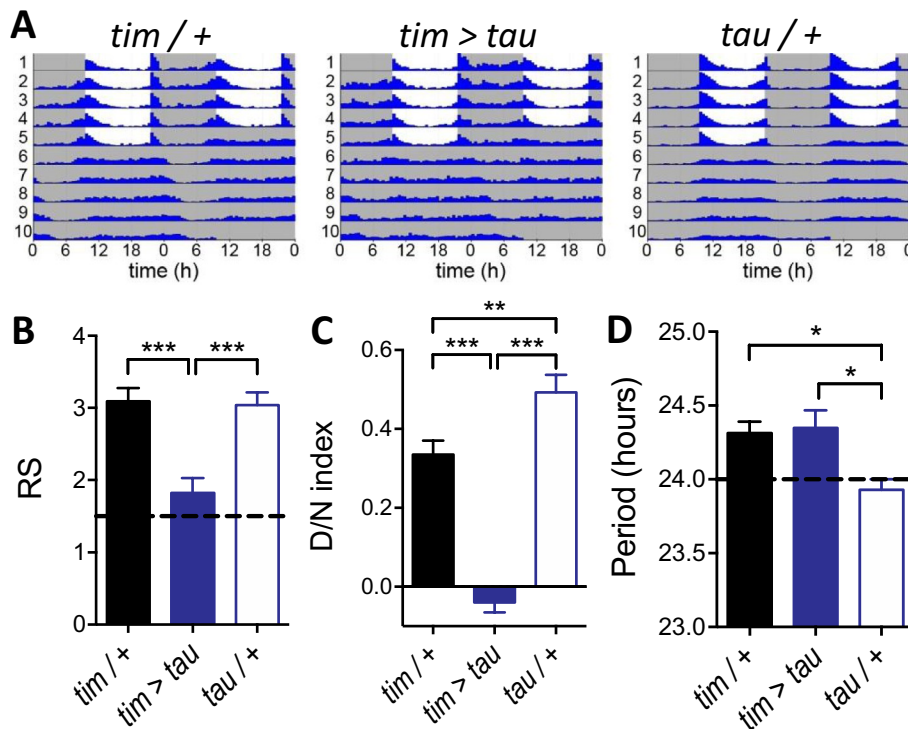 A
tim / +
tim > tau
tau / +
1
2
3
4
5
6
7
8
9
10
0 6 12 18 0 6 12 18 0
time (h)
1
2
3
4
5
6
7
8
9
10
0 6 12 18 0 6 12 18 0
time (h)
1
2
3
4
5
6
7
8
9
10
0 6 12 18 0 6 12 18 0
time (h)
B
RS
4
3
2
1
0
*** ***
tim / +
tim > tau
tau / +
C
D/N index
0.6
0.4
0.2
0.0
**
*** ***
tim / +
tim > tau
tau / +
D
Period (hours)
25.0
24.5
24.0
23.5
23.0
*
*
tim / +
tim > tau
tau / +